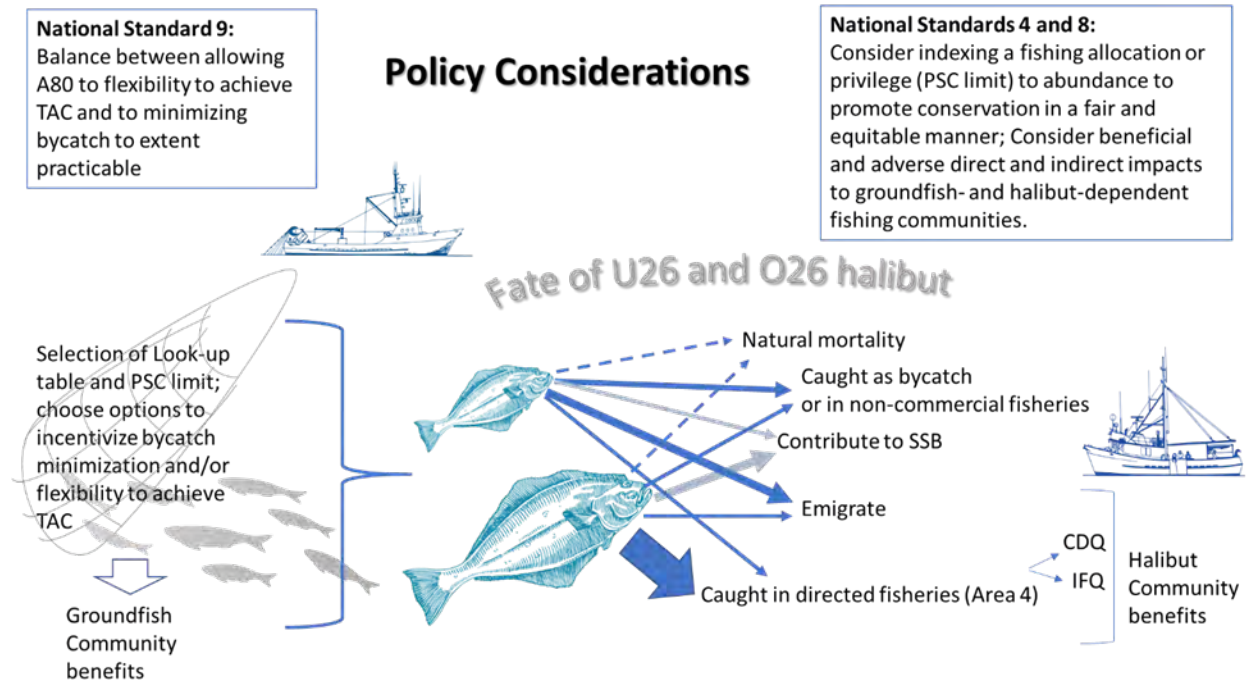 National Standard 9:
Balance between allowing
A80 to flexibility to achieve
TAC and to minimizing
bycatch to extent
practicable
Policy Considerations
National Standards 4 and 8:
Consider indexing a fishing allocation or
privilege (PSC limit) to abundance to
promote conservation in a fair and
equitable manner; Consider beneficial
and adverse direct and indirect impacts
to groundfish- and halibut-dependent
fishing communities.
Fate of U26 and O26 halibut
Selection of Look-up
table and PSC limit;
choose options to
incentivize bycatch
minimization and/or
flexibility to achieve
TAC
Groundfish
Community
benefits
Natural mortality
Caught as bycatch
or in non-commercial fisheries
Contribute to SSB
Emigrate
Caught in directed fisheries (Area 4)
CDQ
IFQ
Halibut
Community
benefits